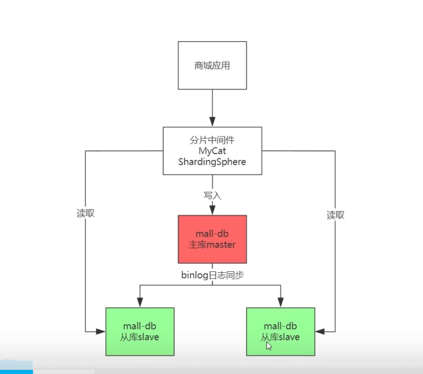 商城应用
分片中间件
MyCat
ShardingSphere
写入
读取
读取
mall-db
主库master
binlog日志同步
mall-db
从库slave
mall-db
从库slave